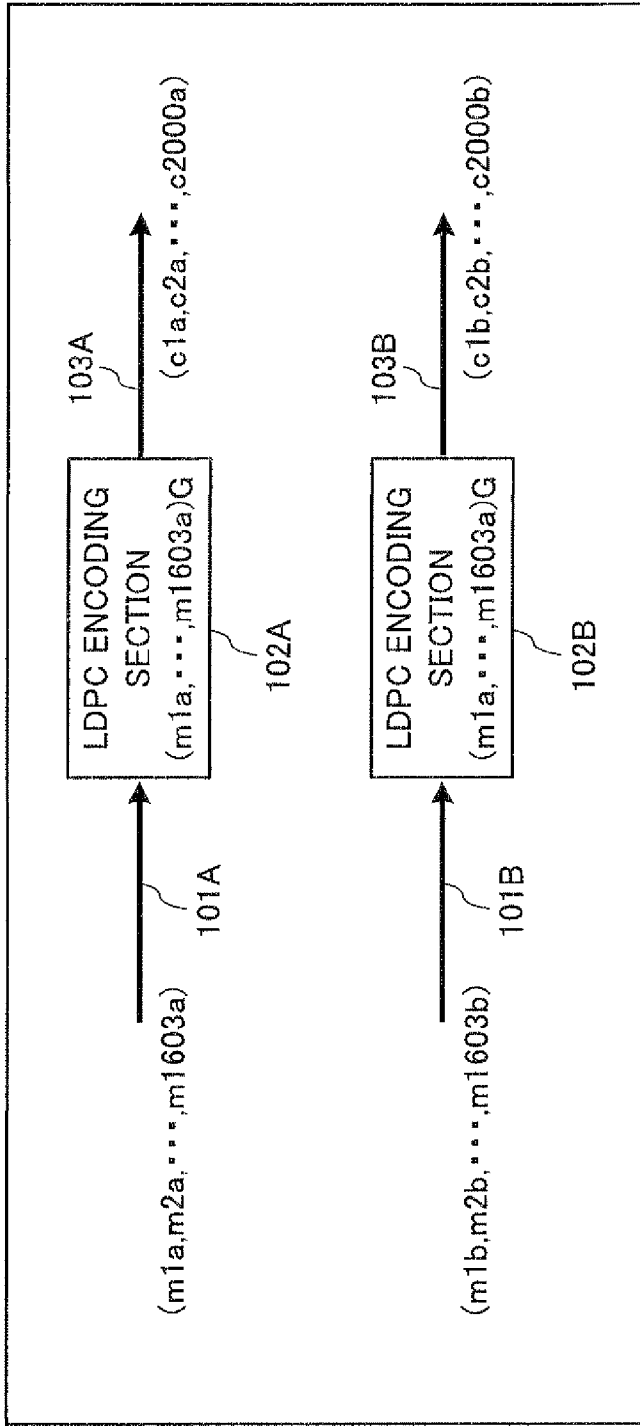 (m1a,m2a,･･･,m1603a)
101A
LDPC ENCODING
SECTION
(m1a,･･･,m1603a)G
102A
103A
(c1a,c2a,･･･,c2000a)
(m1b,m2b,･･･,m1603b)
101B
LDPC ENCODING
SECTION
(m1a,･･･,m1603a)G
102B
103B
(c1b,c2b,･･･,c2000b)